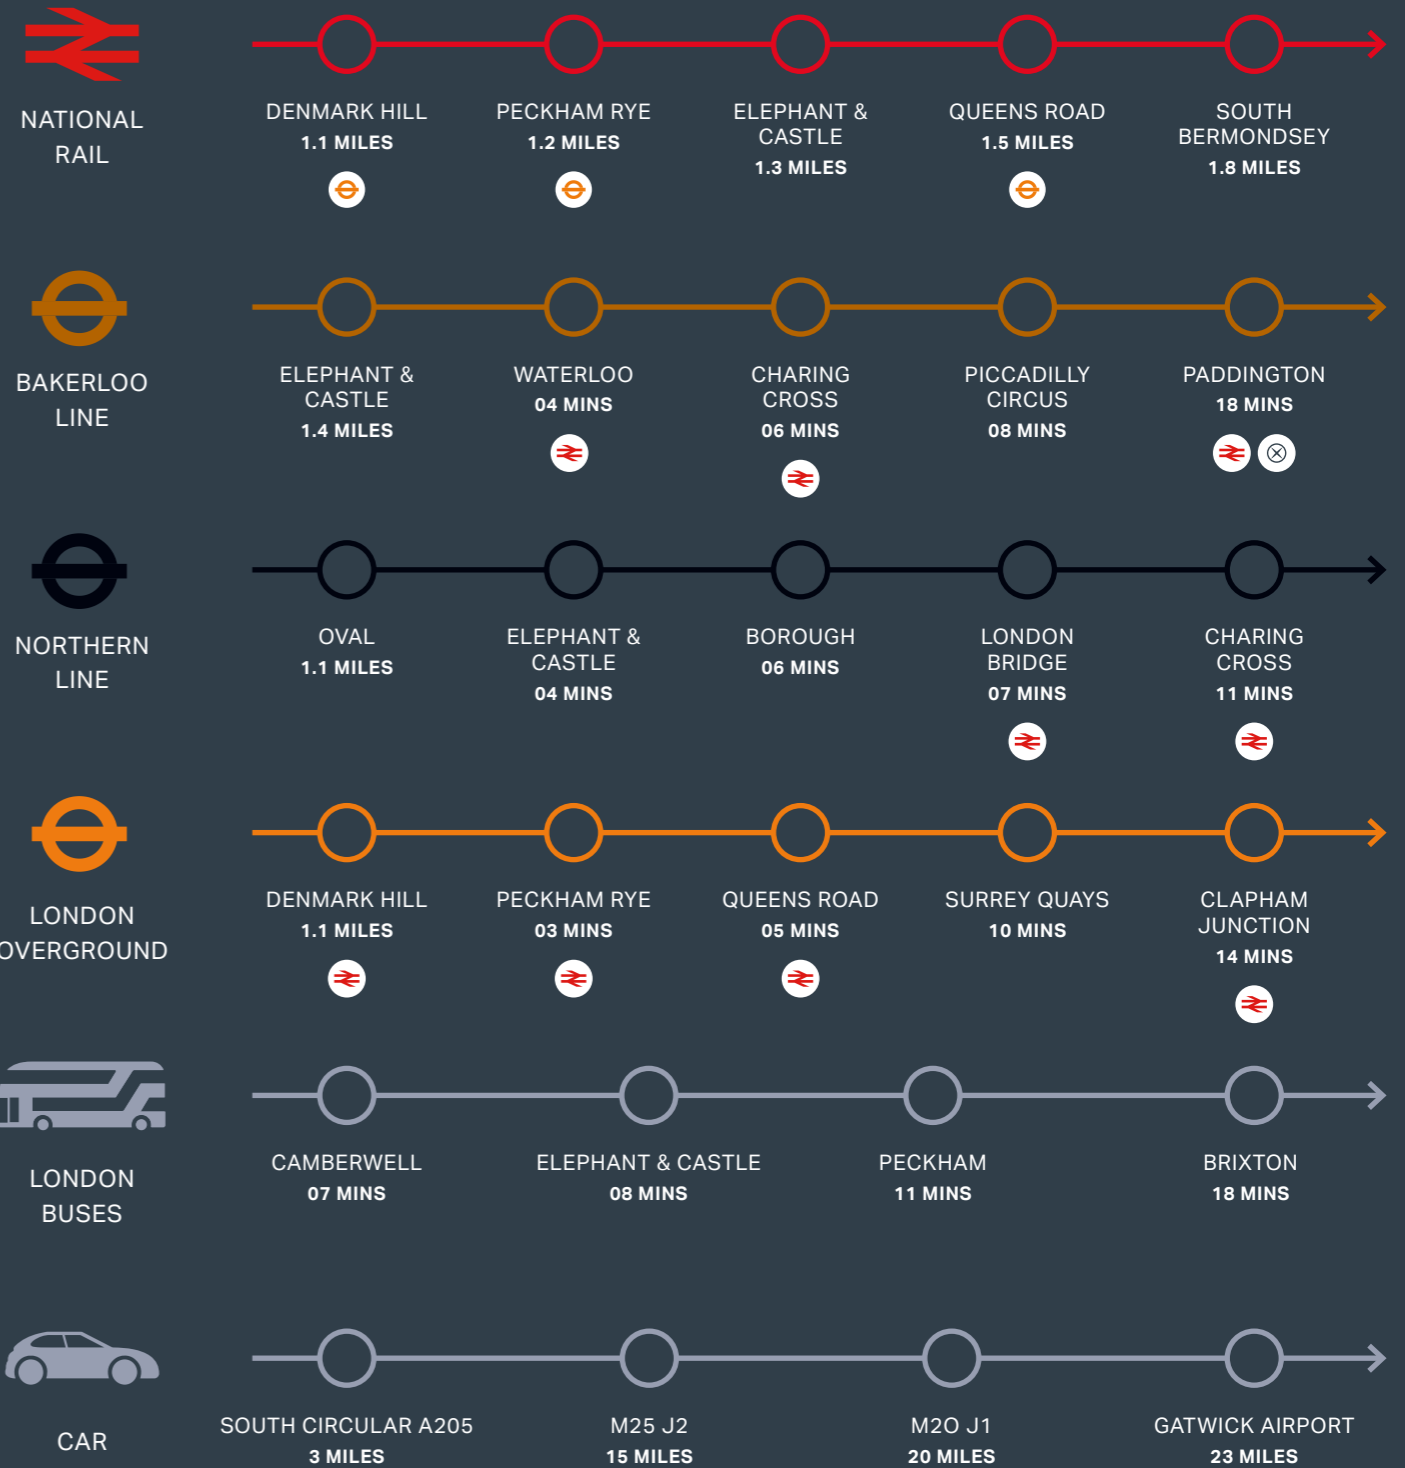 NATIONAL
RAIL
DENMARK HILL
1.1 MILES
PECKHAM RYE
1.2 MILES
ELEPHANT &
CASTLE
1.3 MILES
QUEENS ROAD
1.5 MILES
SOUTH
BERMONDSEY
1.8 MILES
BAKERLOO
LINE
ELEPHANT &
CASTLE
1.4 MILES
WATERLOO
04 MINS
CHARING
CROSS
06 MINS
PICCADILLY
CIRCUS
08 MINS
PADDINGTON
18 MINS
NORTHERN
LINE
OVAL
1.1 MILES
ELEPHANT &
CASTLE
04 MINS
BOROUGH
06 MINS
LONDON
BRIDGE
07 MINS
CHARING
CROSS
11 MINS
LONDON
OVERGROUND
DENMARK HILL
1.1 MILES
PECKHAM RYE
03 MINS
QUEENS ROAD
05 MINS
SURREY QUAYS
10 MINS
CLAPHAM
JUNCTION
14 MINS
LONDON
BUSES
CAMBERWELL
07 MINS
ELEPHANT & CASTLE
08 MINS
PECKHAM
11 MINS
BRIXTON
18 MINS
CAR
SOUTH CIRCULAR A205
3 MILES
M25 J2
15 MILES
M2O J1
20 MILES
GATWICK AIRPORT
23 MILES